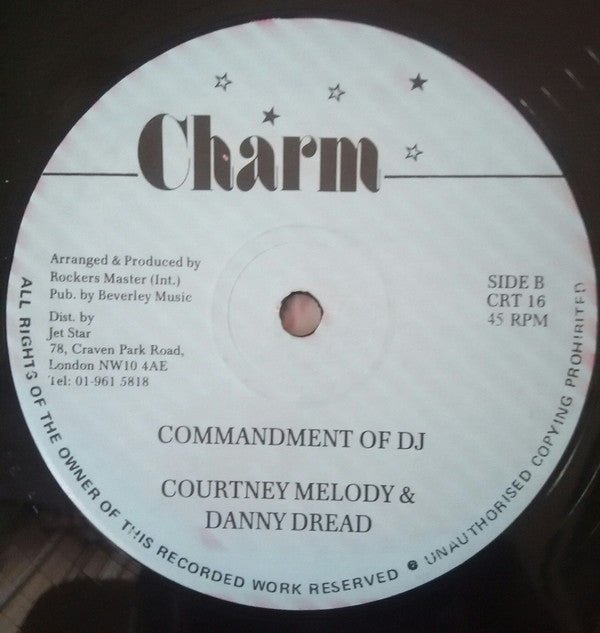 Charm
Arranged & Produced by
Rockers Master (Int.)
Pub. by Beverley Music
Dist. by
Jet Star
78, Craven Park Road,
London NW10 4AE
Tel: 01-961 5818
SIDE B
CRT 16
45 RPM
COMMANDMENT OF DJ
COURTNEY MELODY &
DANNY DREAD
ALL RIGHTS OF THE OWNER OF THIS RECORDED WORK RESERVED ● UNAUTHORISED COPYING PROHIBITED